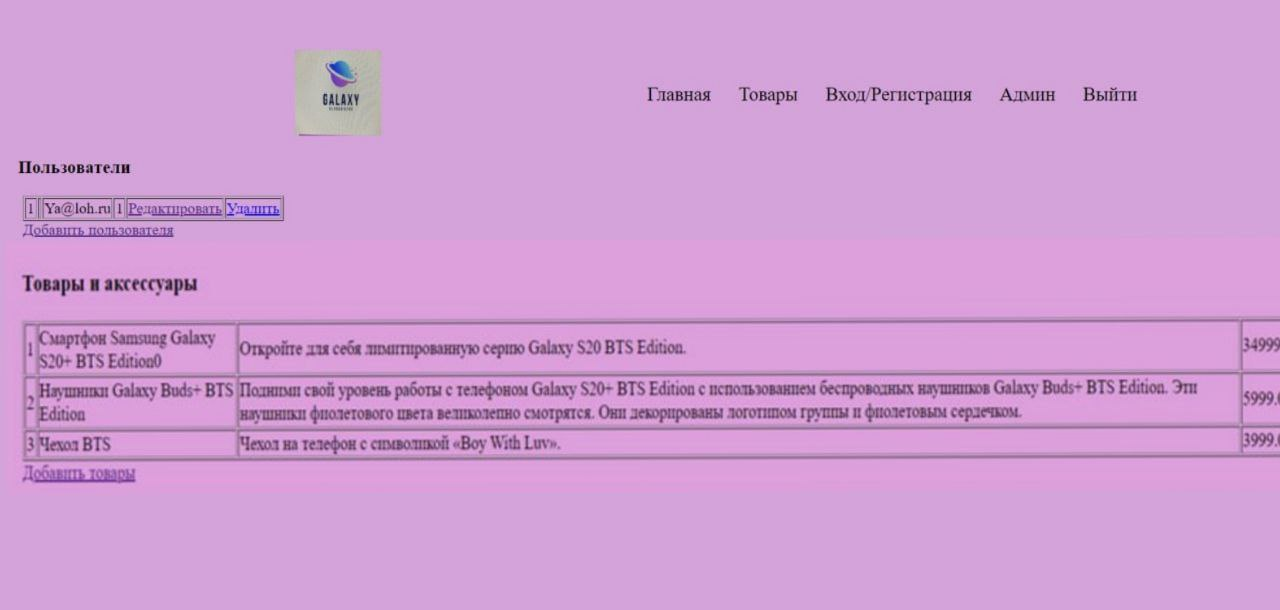 GALAXY
Главная Товары Вход/Регистрация Админ Выйти
Пользователи
1 Ya@loh.ru 1 Редактировать Удалить
Добавить пользователя
Товары и аксессуары
1 Смартфон Samsung Galaxy
S20+ BTS Edition0
Откройте для себя лимитированную серию Galaxy S20 BTS Edition.
34999
2 Наушники Galaxy Buds+ BTS
Edition
Подними свой уровень работы с телефоном Galaxy S20+ BTS Edition с использованием беспроводных наушников Galaxy Buds+ BTS Edition. Эти
наушники фиолетового цвета великолепно смотрятся. Они декорированы логотипом группы и фиолетовым сердечком.
5999.
3 Чехол BTS Чехол на телефон с символикой «Boy With Luv». 3999.
Добавить товары